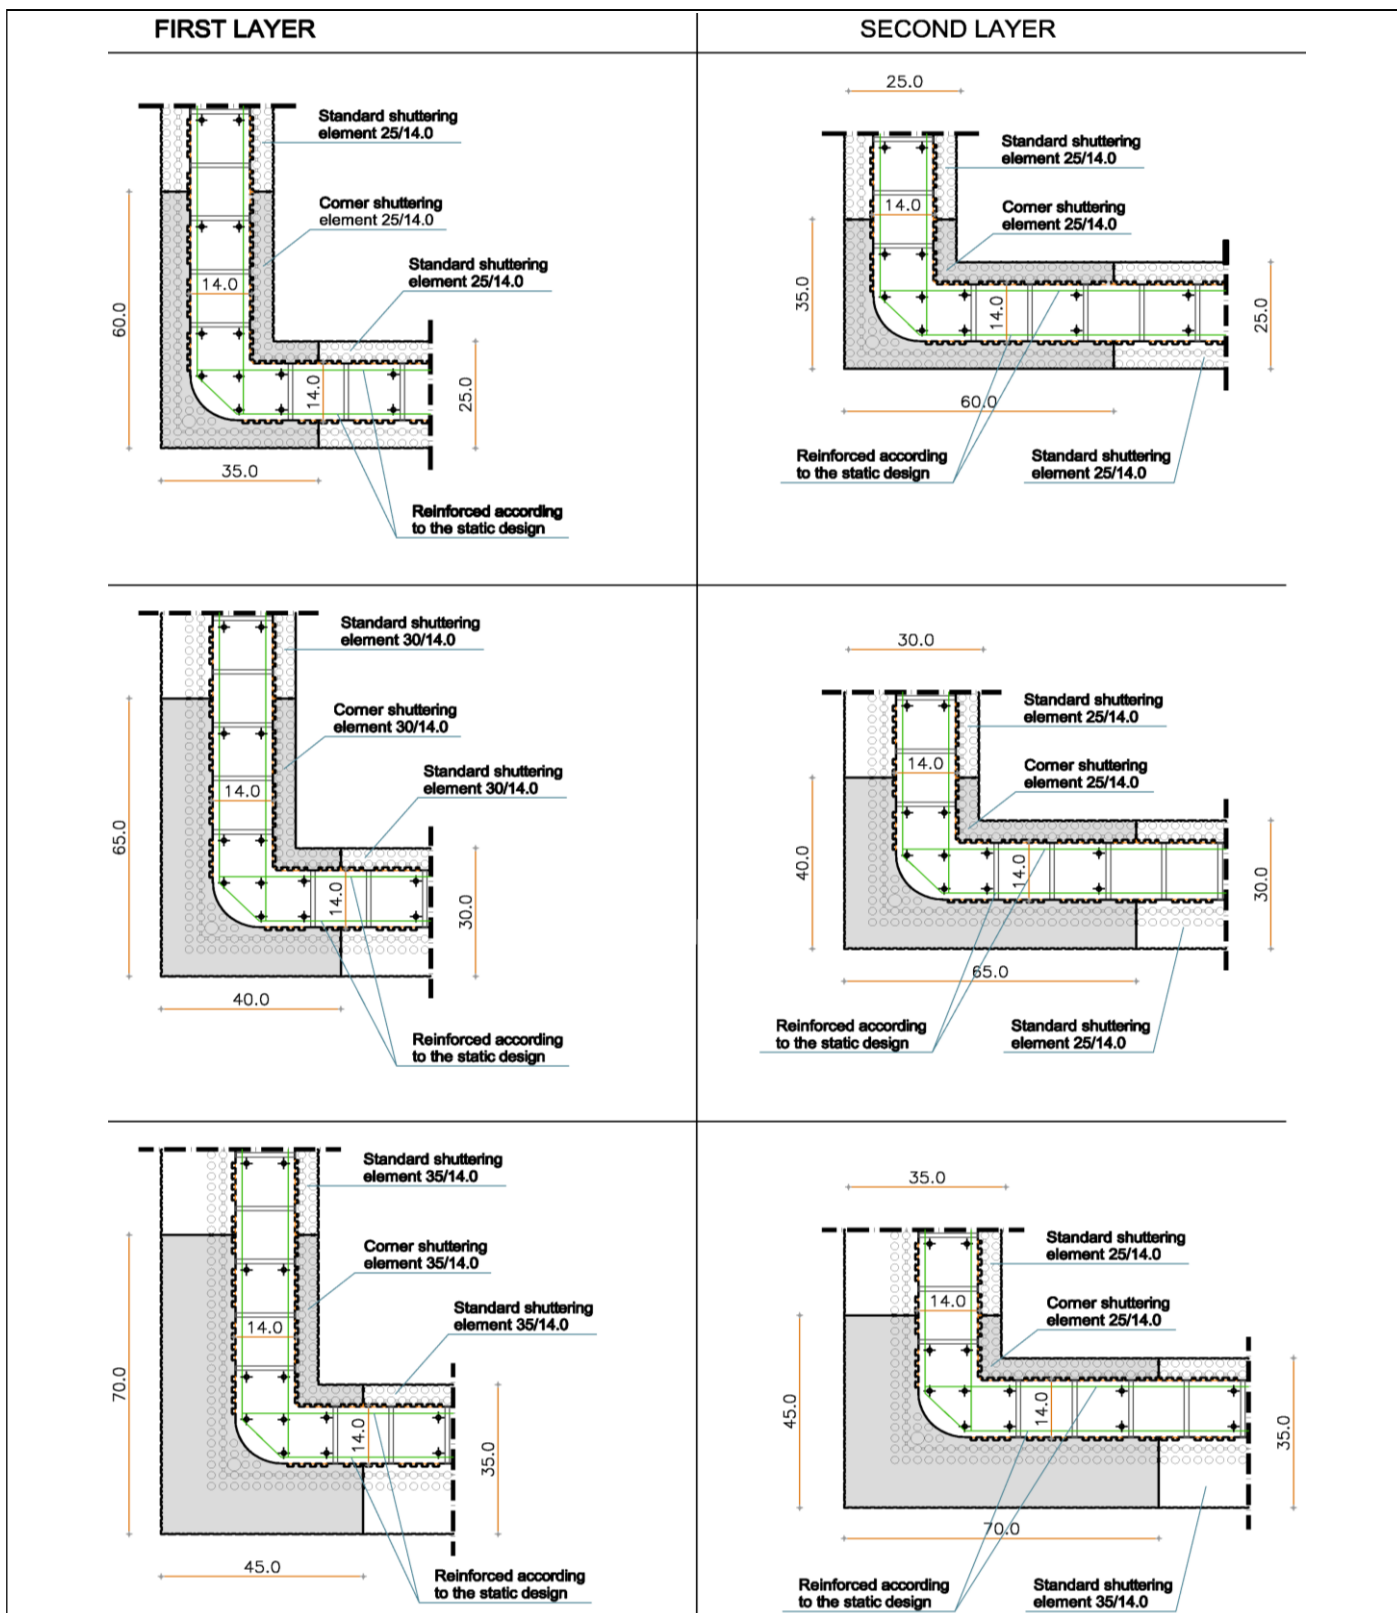 FIRST LAYER
SECOND LAYER
Standard shuttering
element 25/14.0
Corner shuttering
element 25/14.0
Standard shuttering
element 25/14.0
14.0
14.0
60.0
25.0
35.0
Reinforced according
to the static design
25.0
Standard shuttering
element 25/14.0
Corner shuttering
element 25/14.0
14.0
14.0
35.0
25.0
60.0
Reinforced according
to the static design
Standard shuttering
element 25/14.0
Standard shuttering
element 30/14.0
Corner shuttering
element 30/14.0
Standard shuttering
element 30/14.0
14.0
14.0
65.0
30.0
40.0
Reinforced according
to the static design
30.0
Standard shuttering
element 25/14.0
Corner shuttering
element 25/14.0
14.0
14.0
40.0
30.0
65.0
Reinforced according
to the static design
Standard shuttering
element 25/14.0
Standard shuttering
element 35/14.0
Corner shuttering
element 35/14.0
Standard shuttering
element 35/14.0
14.0
14.0
70.0
35.0
45.0
Reinforced according
to the static design
35.0
Standard shuttering
element 25/14.0
Corner shuttering
element 25/14.0
14.0
14.0
45.0
35.0
70.0
Reinforced according
to the static design
Standard shuttering
element 35/14.0